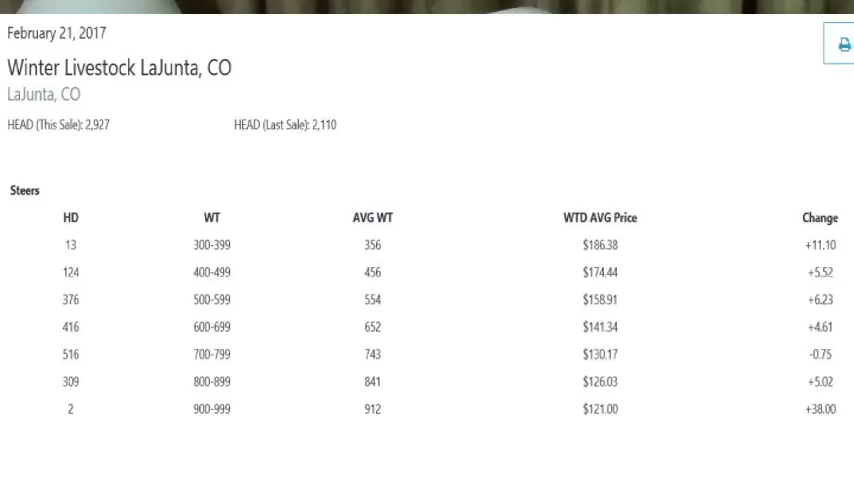 February 21, 2017
Winter Livestock LaJunta, CO
LaJunta, CO
HEAD (This Sale): 2,927 HEAD (Last Sale): 2,110
Steers
HD WT AVG WT WTD AVG Price Change
13 300-399 356 $186.38 +11.10
124 400-499 456 $174.44 +5.52
376 500-599 554 $158.91 +6.23
416 600-699 652 $141.34 +4.61
516 700-799 743 $130.17 -0.75
309 800-899 841 $126.03 +5.02
2 900-999 912 $121.00 +38.00